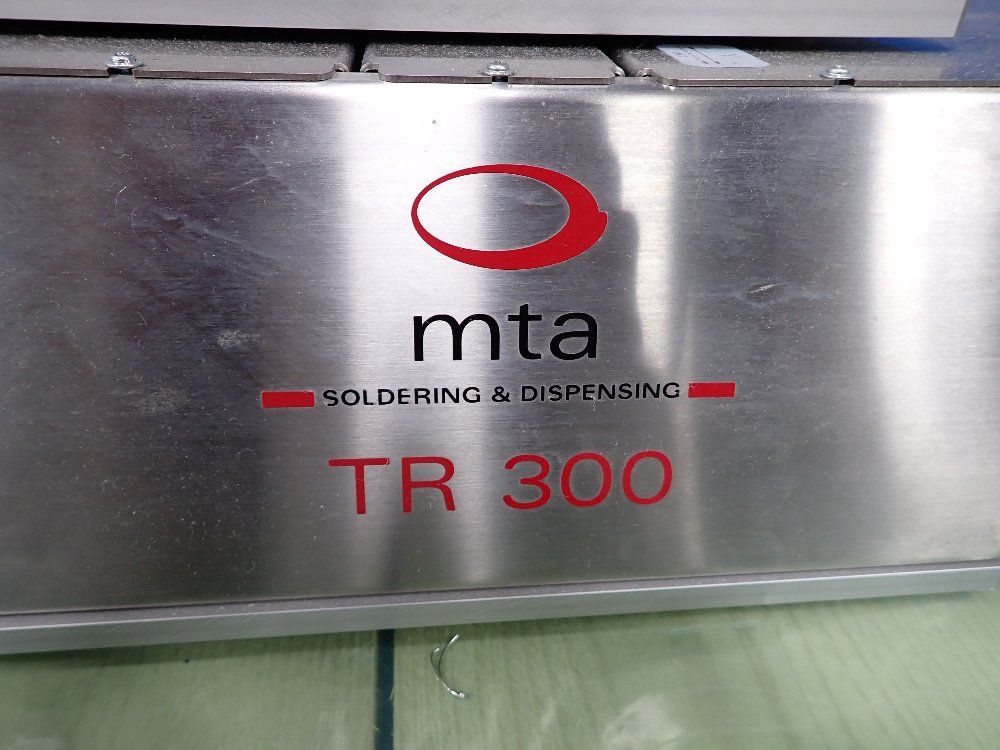 mta
SOLDERING & DISPENSING
TR 300